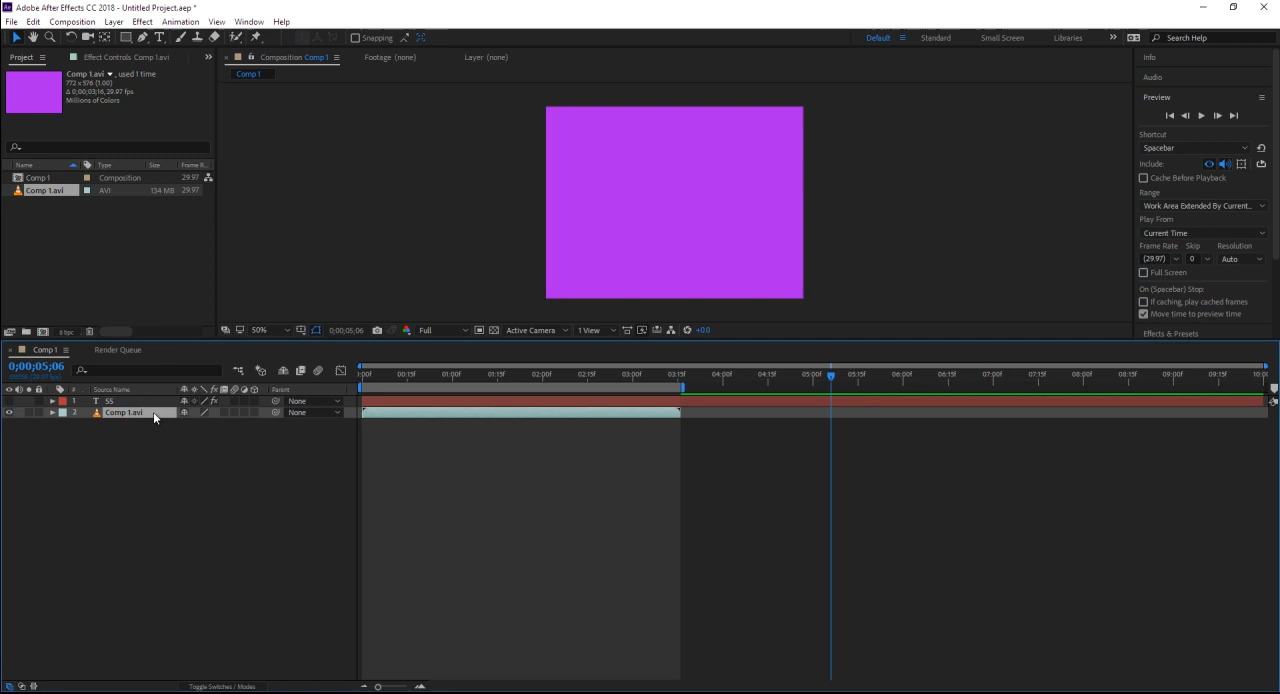 Adobe After Effects CC 2018 - Untitled Project.aep *
File Edit Composition Layer Effect Animation View Window Help
Snapping
Default Standard Small Screen Libraries Search Help
Project Effect Controls Comp 1.avi
Composition Comp 1 Footage (none) Layer (none)
Comp 1
Comp 1.avi , used 1 time
772 x 576 (1.00)
Δ 0;00;03;16, 29.97 fps
Millions of Colors
Name Type Size Frame R...
Comp 1 Composition 29.97
Comp 1.avi AVI 134 MB 29.97
8 bpc
50% 0;00;05;06 Full Active Camera 1 View +0.0
Info
Audio
Preview
Shortcut
Spacebar
Include:
Cache Before Playback
Range
Work Area Extended By Current...
Play From
Current Time
Frame Rate Skip Resolution
(29.97) 0 Auto
Full Screen
On (Spacebar) Stop:
If caching, play cached frames
Move time to preview time
Effects & Presets
Comp 1 Render Queue
0;00;05;06
:00f 00:15f 01:00f 01:15f 02:00f 02:15f 03:00f 03:15f 04:00f 04:15f 05:00f 05:15f 06:00f 06:15f 07:00f 07:15f 08:00f 08:15f 09:00f 09:15f 10:00
# Source Name Parent
1 T SS None
2 Comp 1.avi None
Toggle Switches / Modes